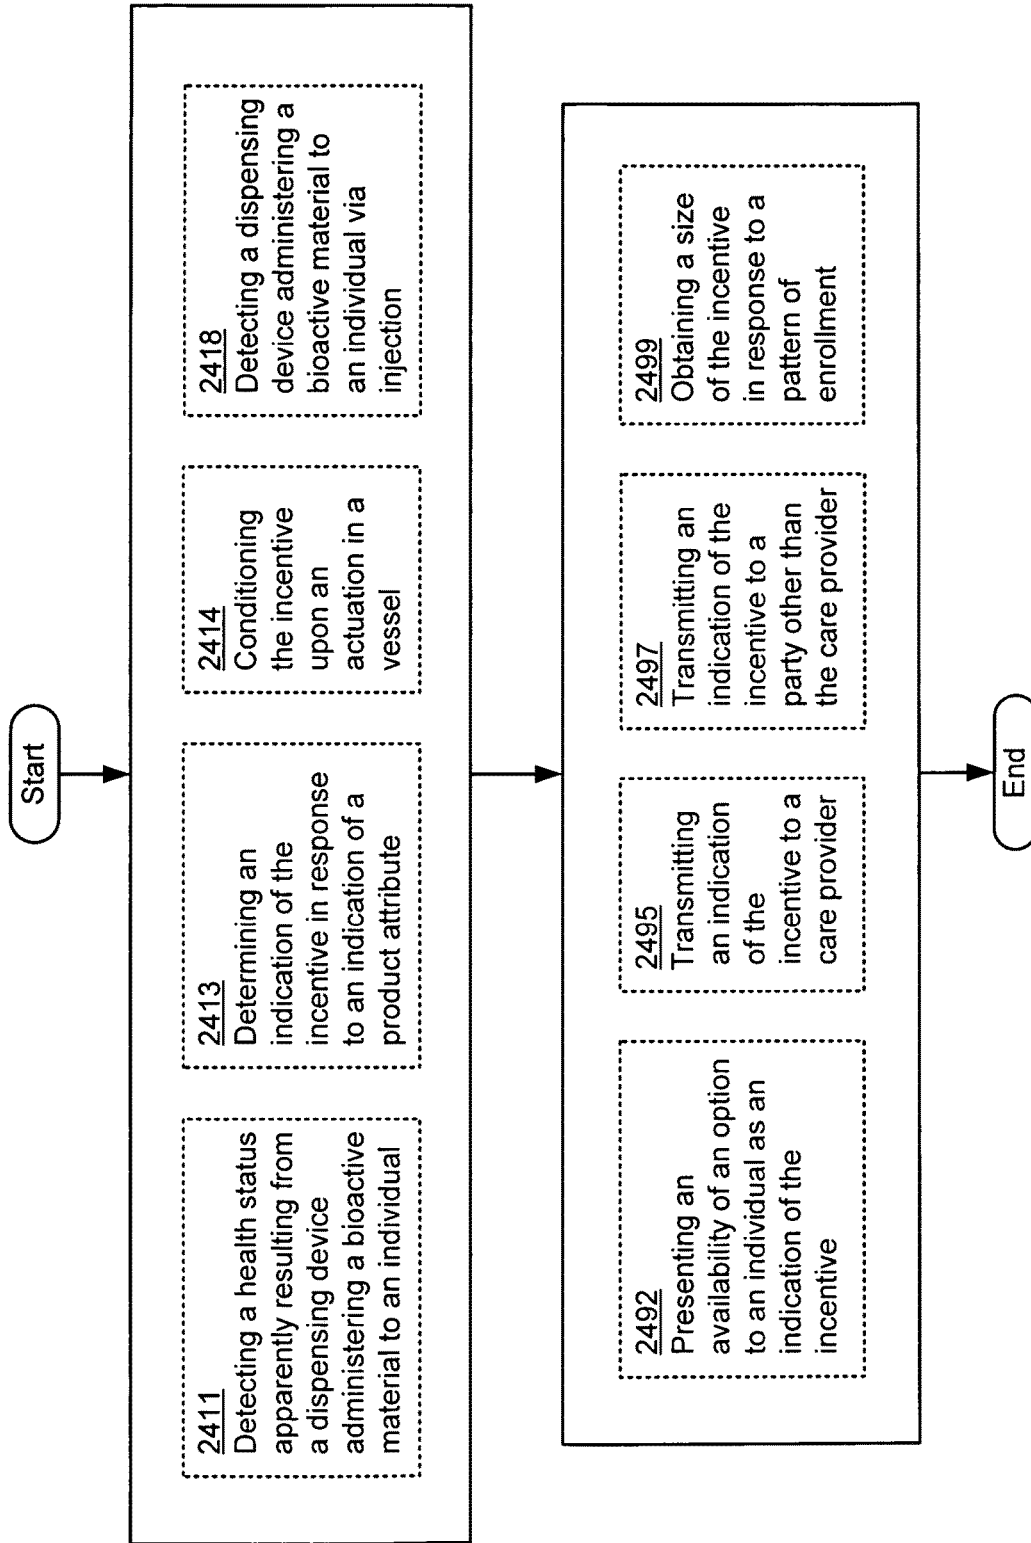 Start
2411
Detecting a health status
apparently resulting from
a dispensing device
administering a bioactive
material to an individual
2413
Determining an
indication of the
incentive in response
to an indication of a
product attribute
2414
Conditioning
the incentive
upon an
actuation in a
vessel
2418
Detecting a dispensing
device administering a
bioactive material to
an individual via
injection
2492
Presenting an
availability of an option
to an individual as an
indication of the
incentive
2495
Transmitting
an indication
of the
incentive to a
care provider
2497
Transmitting an
indication of the
incentive to a
party other than
the care provider
2499
Obtaining a size
of the incentive
in response to a
pattern of
enrollment
End